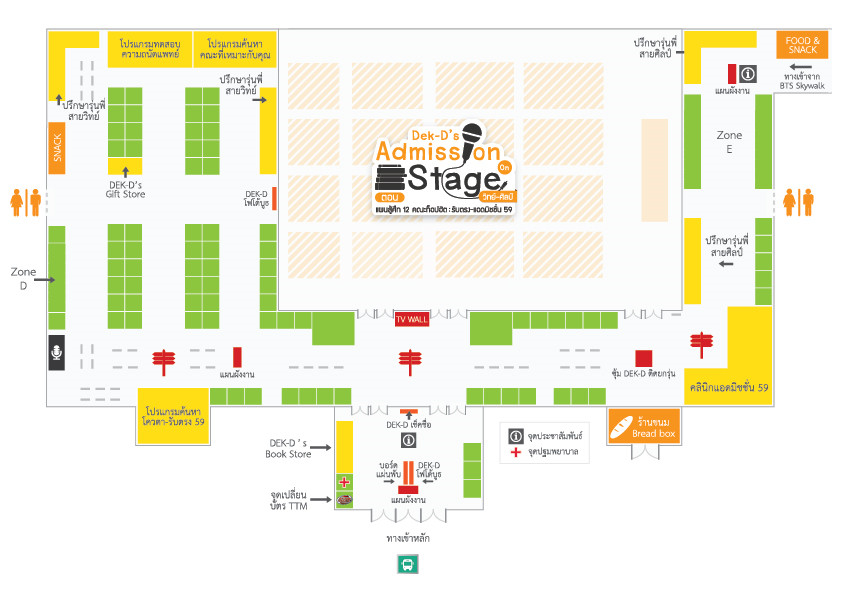 โปรแกรมทดสอบ
ความถนัดแพทย์
โปรแกรมค้นหา
คณะที่เหมาะกับคุณ
ปรึกษารุ่นพี่
สายศิลป์
FOOD &
SNACK
ทางเข้าจาก
BTS Skywalk
แผนผังงาน
ปรึกษารุ่นพี่
สายวิทย์
ปรึกษารุ่นพี่
สายวิทย์
SNACK
Zone
E
Dek-D's
Admission
On
Stage
ตอน
วิทย์-ศิลป์
แผนสู้ศึก 12 คณะท็อปฮิต : รับตรง-แอดมิชชั่น 59
DEK-D's
Gift Store
DEK-D
โฟโต้บูธ
ปรึกษารุ่นพี่
สายศิลป์
Zone
D
TV WALL
แผนผังงาน
ซุ้ม DEK-D ติดยกรุ่น
คลินิกแอดมิชชั่น 59
โปรแกรมค้นหา
โควตา-รับตรง 59
DEK-D เช็คชื่อ
DEK-D 's
Book Store
บอร์ด
แผ่นพับ
DEK-D
โฟโต้บูธ
แผนผังงาน
จุดเปลี่ยน
บัตร TTM
จุดประชาสัมพันธ์
จุดปฐมพยาบาล
ร้านขนม
Bread box
ทางเข้าหลัก